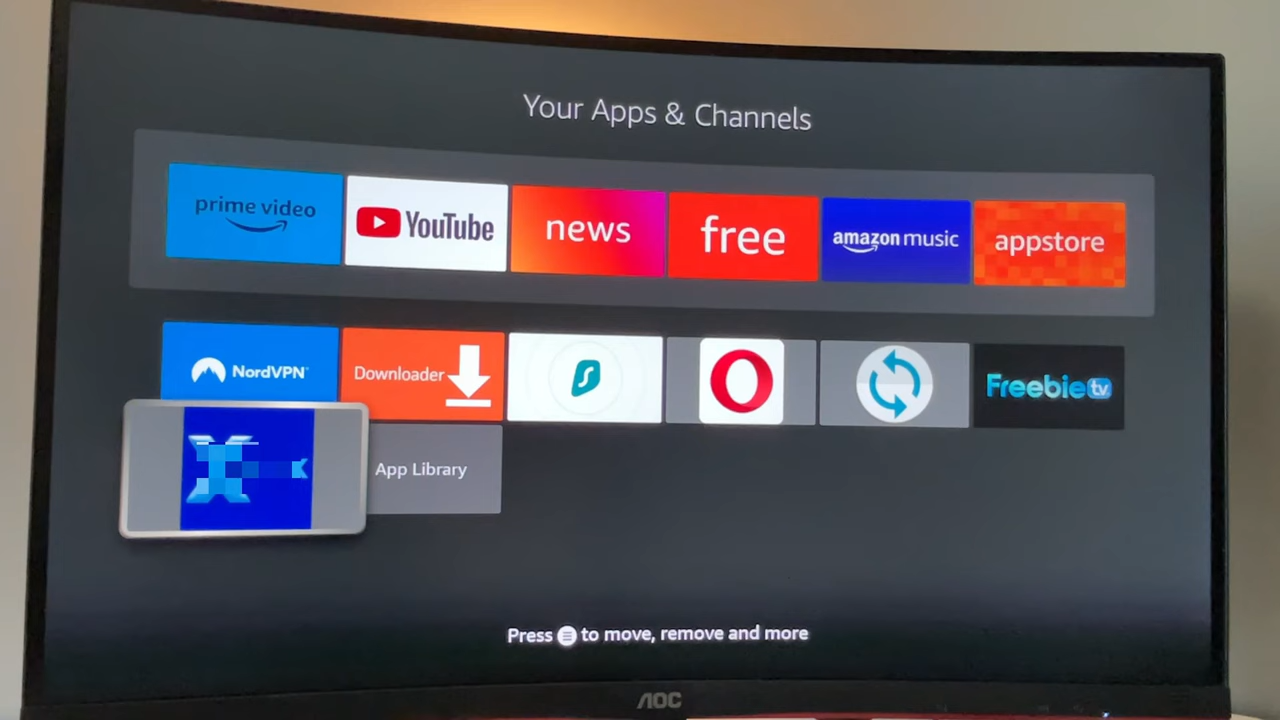 Your Apps & Channels
prime video
YouTube
news
free
amazon music
appstore
NordVPN
Downloader
Freebie tv
App Library
Press to move, remove and more
AOC